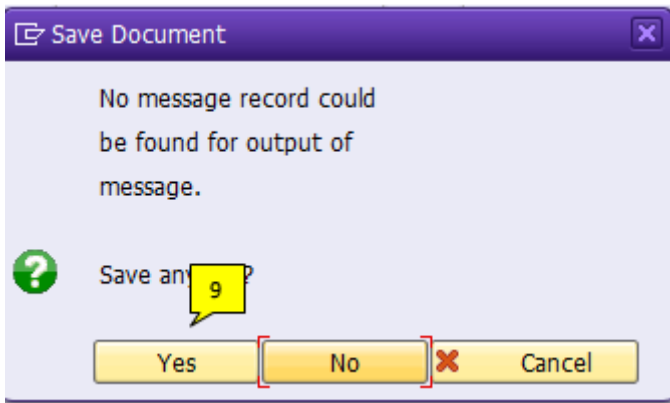 Save Document
No message record could
be found for output of
message.
Save any ?
9
Yes
No
Cancel